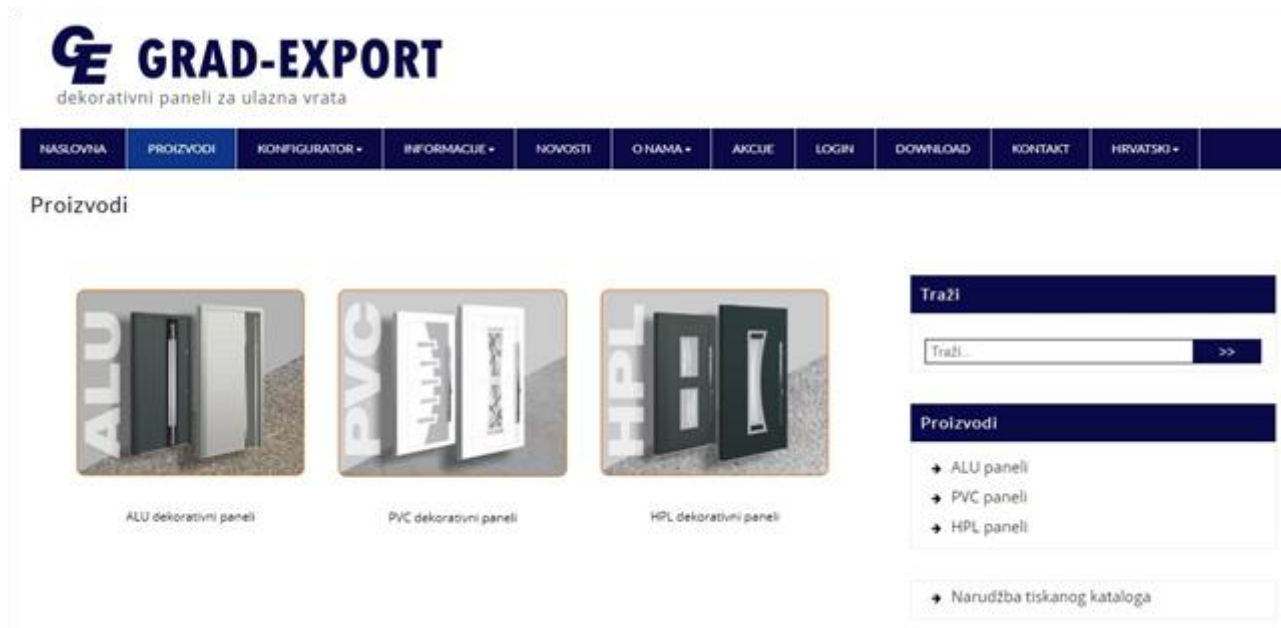 GE GRAD-EXPORT
dekorativni paneli za ulazna vrata
NASLOVNA PROIZVODI KONFIGURATOR INFORMACIJE NOVOSTI O NAMA AKCIJE LOGIN DOWNLOAD KONTAKT HRVATSKI
Proizvodi
ALU
PVC
HPL
ALU dekorativni paneli
PVC dekorativni paneli
HPL dekorativni paneli
Traži
Traži... >>
Proizvodi
ALU paneli
PVC paneli
HPL paneli
Narudžba tiskanog kataloga